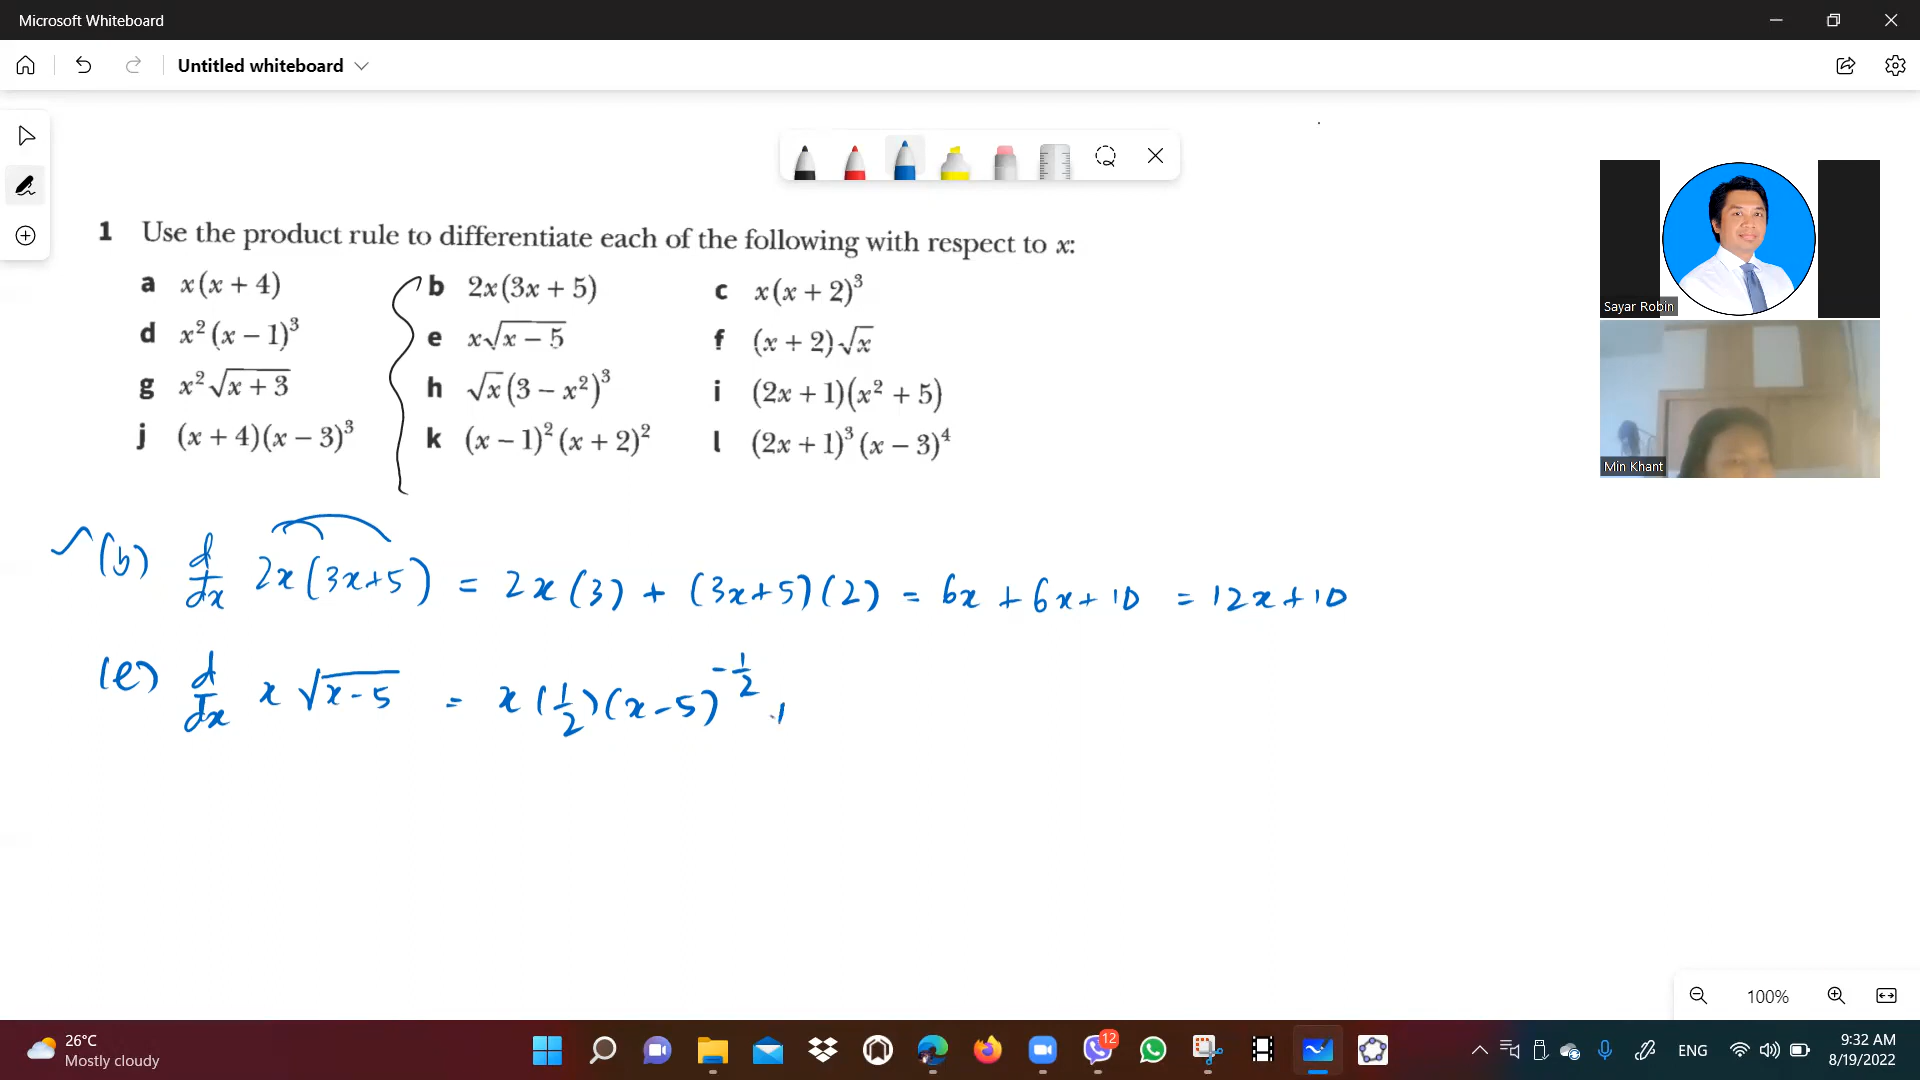 Microsoft Whiteboard
Untitled whiteboard
1 Use the product rule to differentiate each of the following with respect to x:
a x(x + 4) b 2x(3x + 5) c x(x + 2)³
d x²(x − 1)³ e x√(x − 5) f (x + 2)√x
g x²√(x + 3) h √x(3 − x²)³ i (2x + 1)(x² + 5)
j (x + 4)(x − 3)³ k (x − 1)²(x + 2)² l (2x + 1)³(x − 3)⁴
Sayar Robin
Min Khant
(b) d/dx 2x(3x+5) = 2x(3) + (3x+5)(2) = 6x + 6x + 10 = 12x + 10
(e) d/dx x√(x-5) = x(1/2)(x-5)^(-1/2) .1
100%
26°C
Mostly cloudy
12
ENG
9:32 AM
8/19/2022